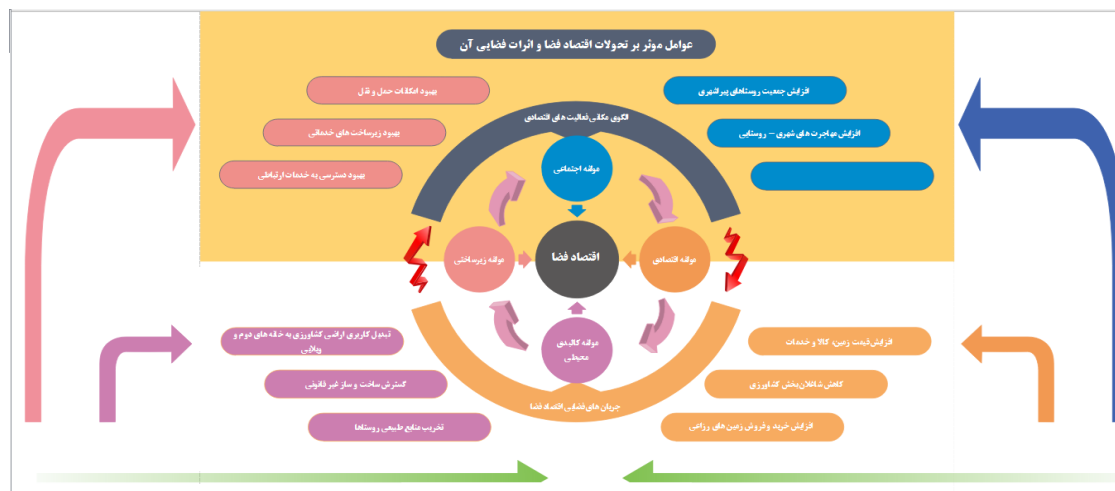 عوامل موثر بر تحولات اقتصاد فضا و اثرات فضایی آن
افزایش جمعیت روستاهای پیراشهری
بهبود امکانات حمل و نقل
الگوی مکانی فعالیت های اقتصادی
افزایش مهاجرت های شهری – روستایی
بهبود زیرساخت های خدماتی
مولفه اجتماعی
بهبود دسترسی به خدمات ارتباطی
مولفه اقتصادی
اقتصاد فضا
مولفه زیرساختی
افزایش قیمت زمین، کالا و خدمات
مولفه کالبدی
محیطی
تبدیل کاربری اراضی کشاورزی به خانه های دوم و
ویلایی
کاهش شاغلان بخش کشاورزی
گسترش ساخت و ساز غیر قانونی
جریان های فضایی اقتصاد فضا
افزایش خرید و فروش زمین های زراعی
تخریب منابع طبیعی روستاها